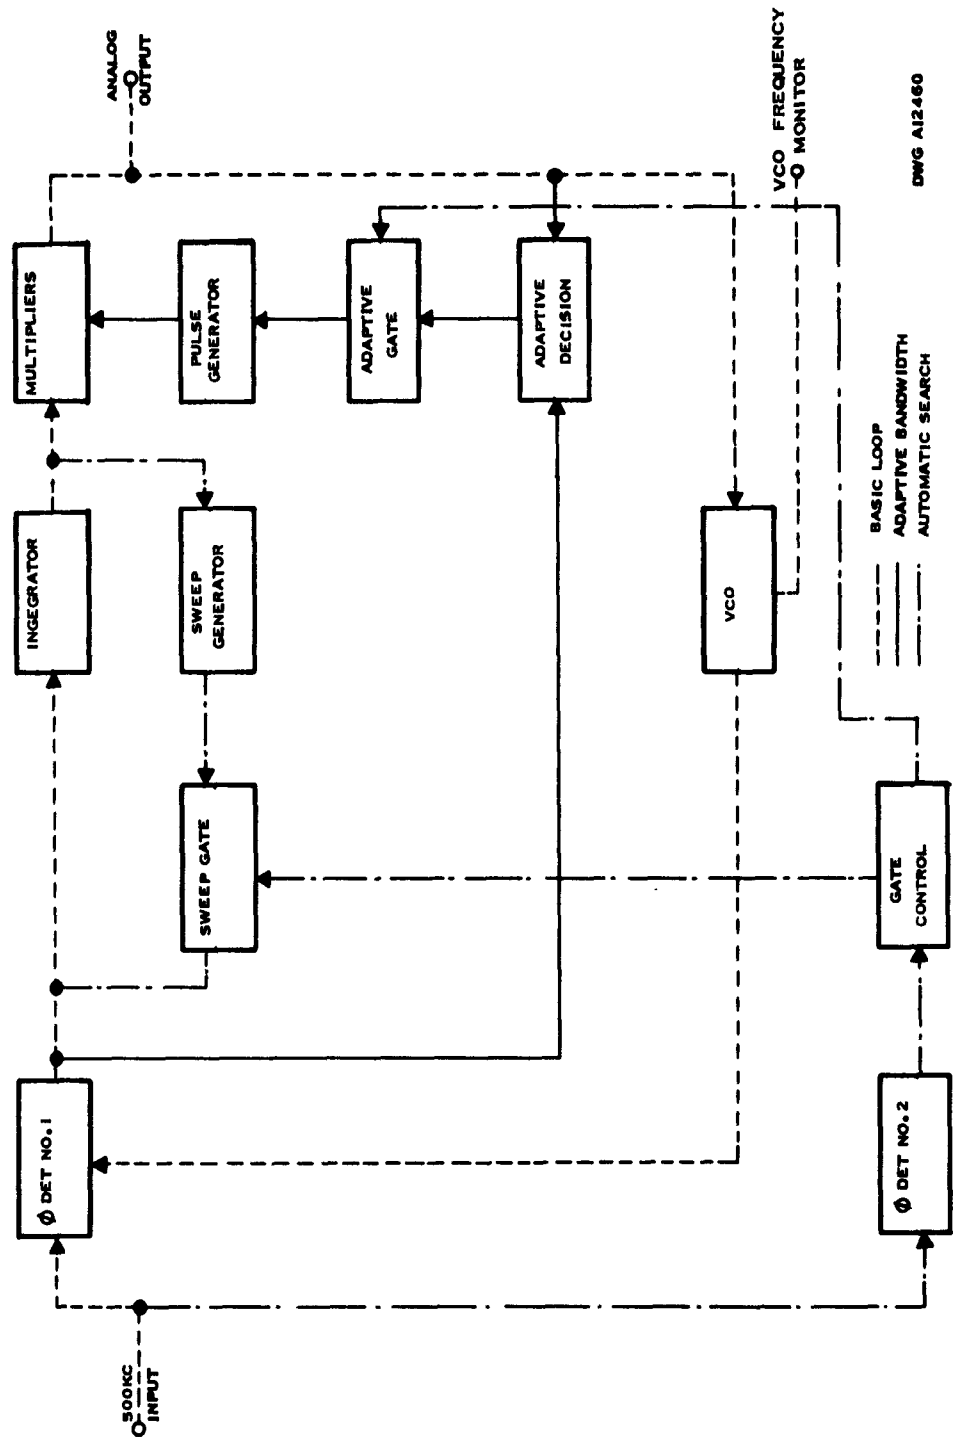 500KC
INPUT
Ø DET NO. 1
Ø DET NO. 2
SWEEP GATE
GATE
CONTROL
INGEGRATOR
SWEEP
GENERATOR
VCO
MULTIPLIERS
PULSE
GENERATOR
ADAPTIVE
GATE
ADAPTIVE
DECISION
ANALOG
OUTPUT
VCO FREQUENCY
MONITOR
BASIC LOOP
ADAPTIVE BANDWIDTH
AUTOMATIC SEARCH
DWG A12460